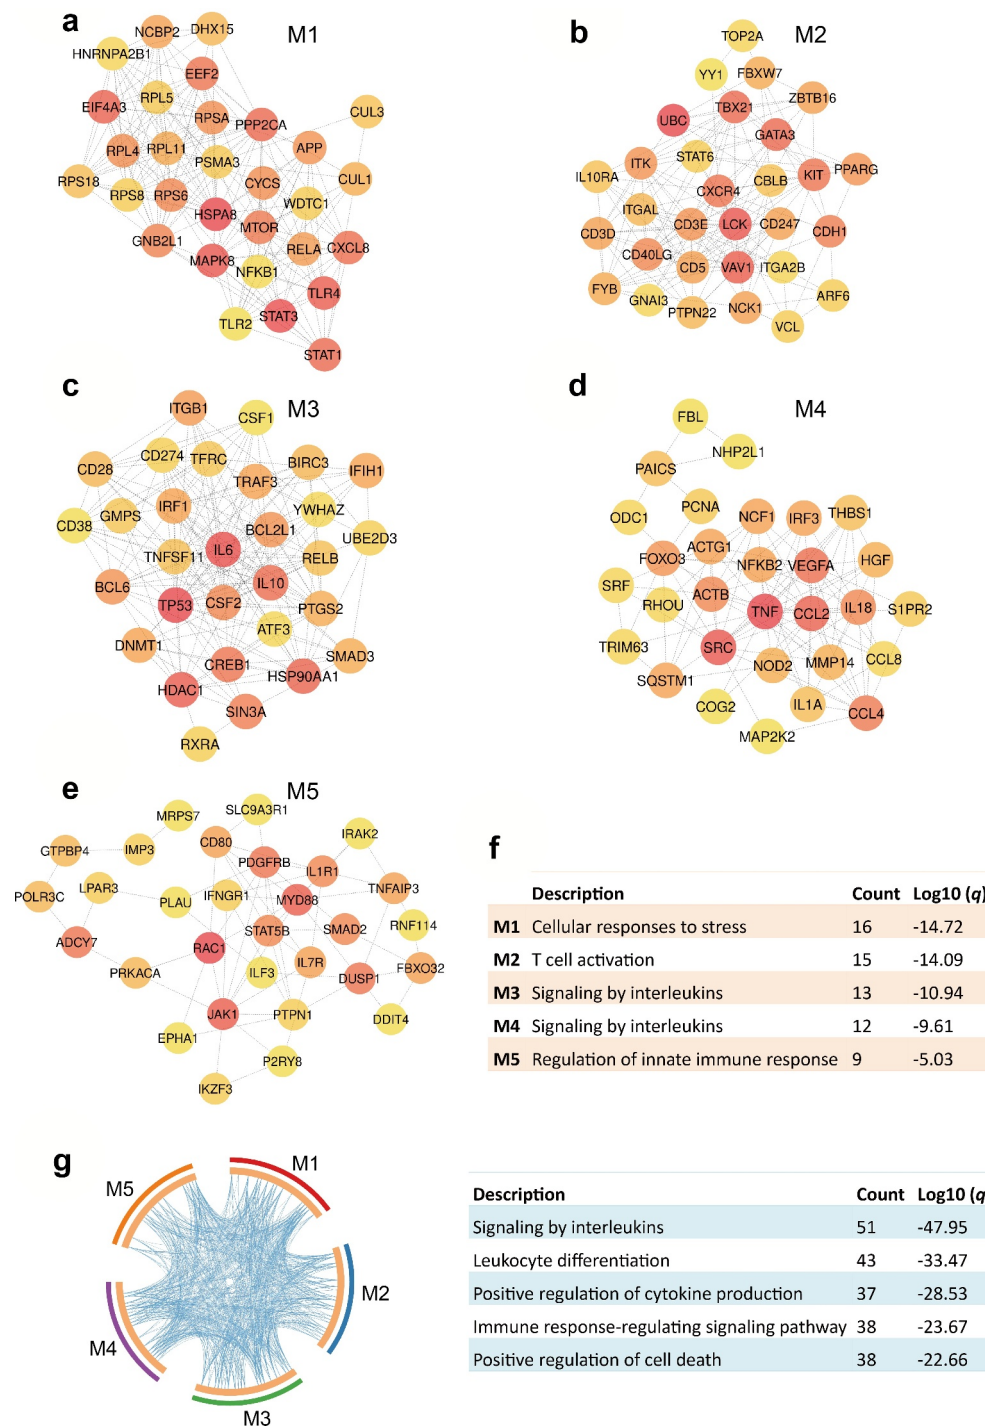 a
M1
NCBP2
DHX15
HNRNPA2B1
EEF2
EIF4A3
RPL5
CUL3
RPSA
PPP2CA
APP
RPL4
RPL11
PSMA3
RPS18
RPS8
RPS6
CYCS
CUL1
WDTC1
HSPA8
MTOR
GNB2L1
RELA
CXCL8
MAPK8
NFKB1
TLR4
TLR2
STAT3
STAT1
b
M2
TOP2A
YY1
FBXW7
ZBTB16
UBC
TBX21
GATA3
ITK
STAT6
IL10RA
CBLB
KIT
PPARG
CXCR4
ITGAL
CD3D
CD3E
LCK
CD247
CDH1
CD40LG
CD5
VAV1
ITGA2B
FYB
GNAI3
PTPN22
NCK1
ARF6
VCL
c
M3
ITGB1
CSF1
CD28
CD274
TFRC
BIRC3
IFIH1
TRAF3
IRF1
YWHAZ
GMPS
CD38
BCL2L1
UBE2D3
TNFSF11
IL6
RELB
BCL6
IL10
TP53
CSF2
PTGS2
ATF3
DNMT1
SMAD3
CREB1
HDAC1
HSP90AA1
SIN3A
RXRA
d
M4
FBL
NHP2L1
PAICS
PCNA
ODC1
NCF1
IRF3
THBS1
FOXO3
ACTG1
NFKB2
VEGFA
HGF
SRF
RHOU
ACTB
TNF
CCL2
IL18
S1PR2
TRIM63
SRC
NOD2
MMP14
CCL8
SQSTM1
COG2
IL1A
CCL4
MAP2K2
e
M5
SLC9A3R1
MRPS7
IRAK2
GTPBP4
IMP3
CD80
PDGFRB
IL1R1
POLR3C
LPAR3
PLAU
IFNGR1
MYD88
TNFAIP3
RNF114
ADCY7
RAC1
STAT5B
SMAD2
PRKACA
ILF3
IL7R
DUSP1
FBXO32
JAK1
PTPN1
DDIT4
EPHA1
P2RY8
IKZF3
f
Description Count Log10 (q)
M1 Cellular responses to stress 16 -14.72
M2 T cell activation 15 -14.09
M3 Signaling by interleukins 13 -10.94
M4 Signaling by interleukins 12 -9.61
M5 Regulation of innate immune response 9 -5.03
g
M1
M5
M2
M4
M3
Description Count Log10 (q
Signaling by interleukins 51 -47.95
Leukocyte differentiation 43 -33.47
Positive regulation of cytokine production 37 -28.53
Immune response-regulating signaling pathway 38 -23.67
Positive regulation of cell death 38 -22.66